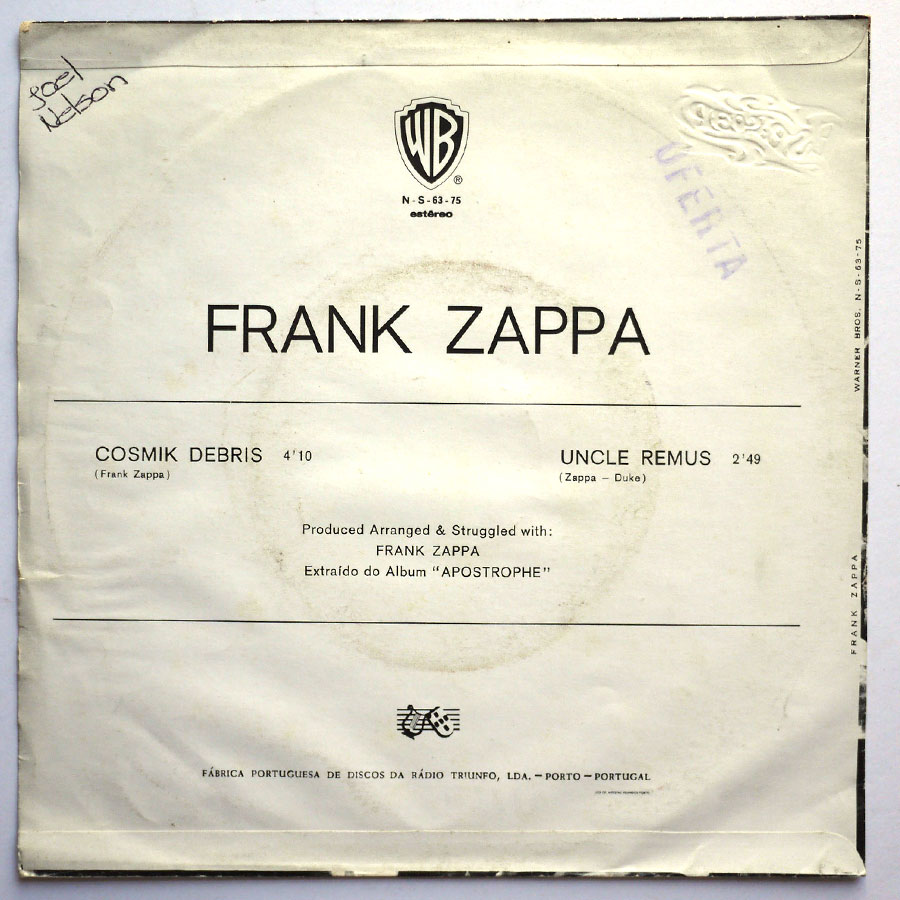 Joel
Nelson
WB
®
N-S-63-75
estéreo
OFERTA
FRANK ZAPPA
COSMIK DEBRIS 4'10
(Frank Zappa)
UNCLE REMUS 2'49
(Zappa – Duke)
Produced Arranged & Struggled with:
FRANK ZAPPA
Extraído do Album "APOSTROPHE"
FÁBRICA PORTUGUESA DE DISCOS DA RÁDIO TRIUNFO, LDA. – PORTO – PORTUGAL
WARNER BROS. N-S-63-75
FRANK ZAPPA